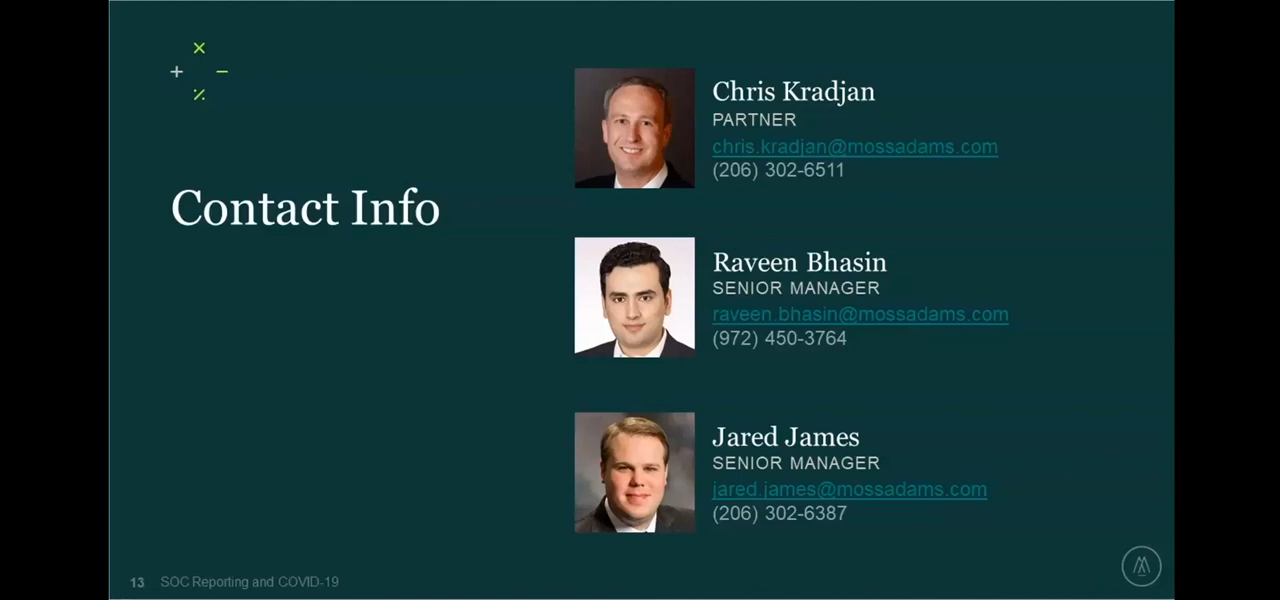 Contact Info
Chris Kradjan
PARTNER
chris.kradjan@mossadams.com
(206) 302-6511
Raveen Bhasin
SENIOR MANAGER
raveen.bhasin@mossadams.com
(972) 450-3764
Jared James
SENIOR MANAGER
jared.james@mossadams.com
(206) 302-6387
13 SOC Reporting and COVID-19